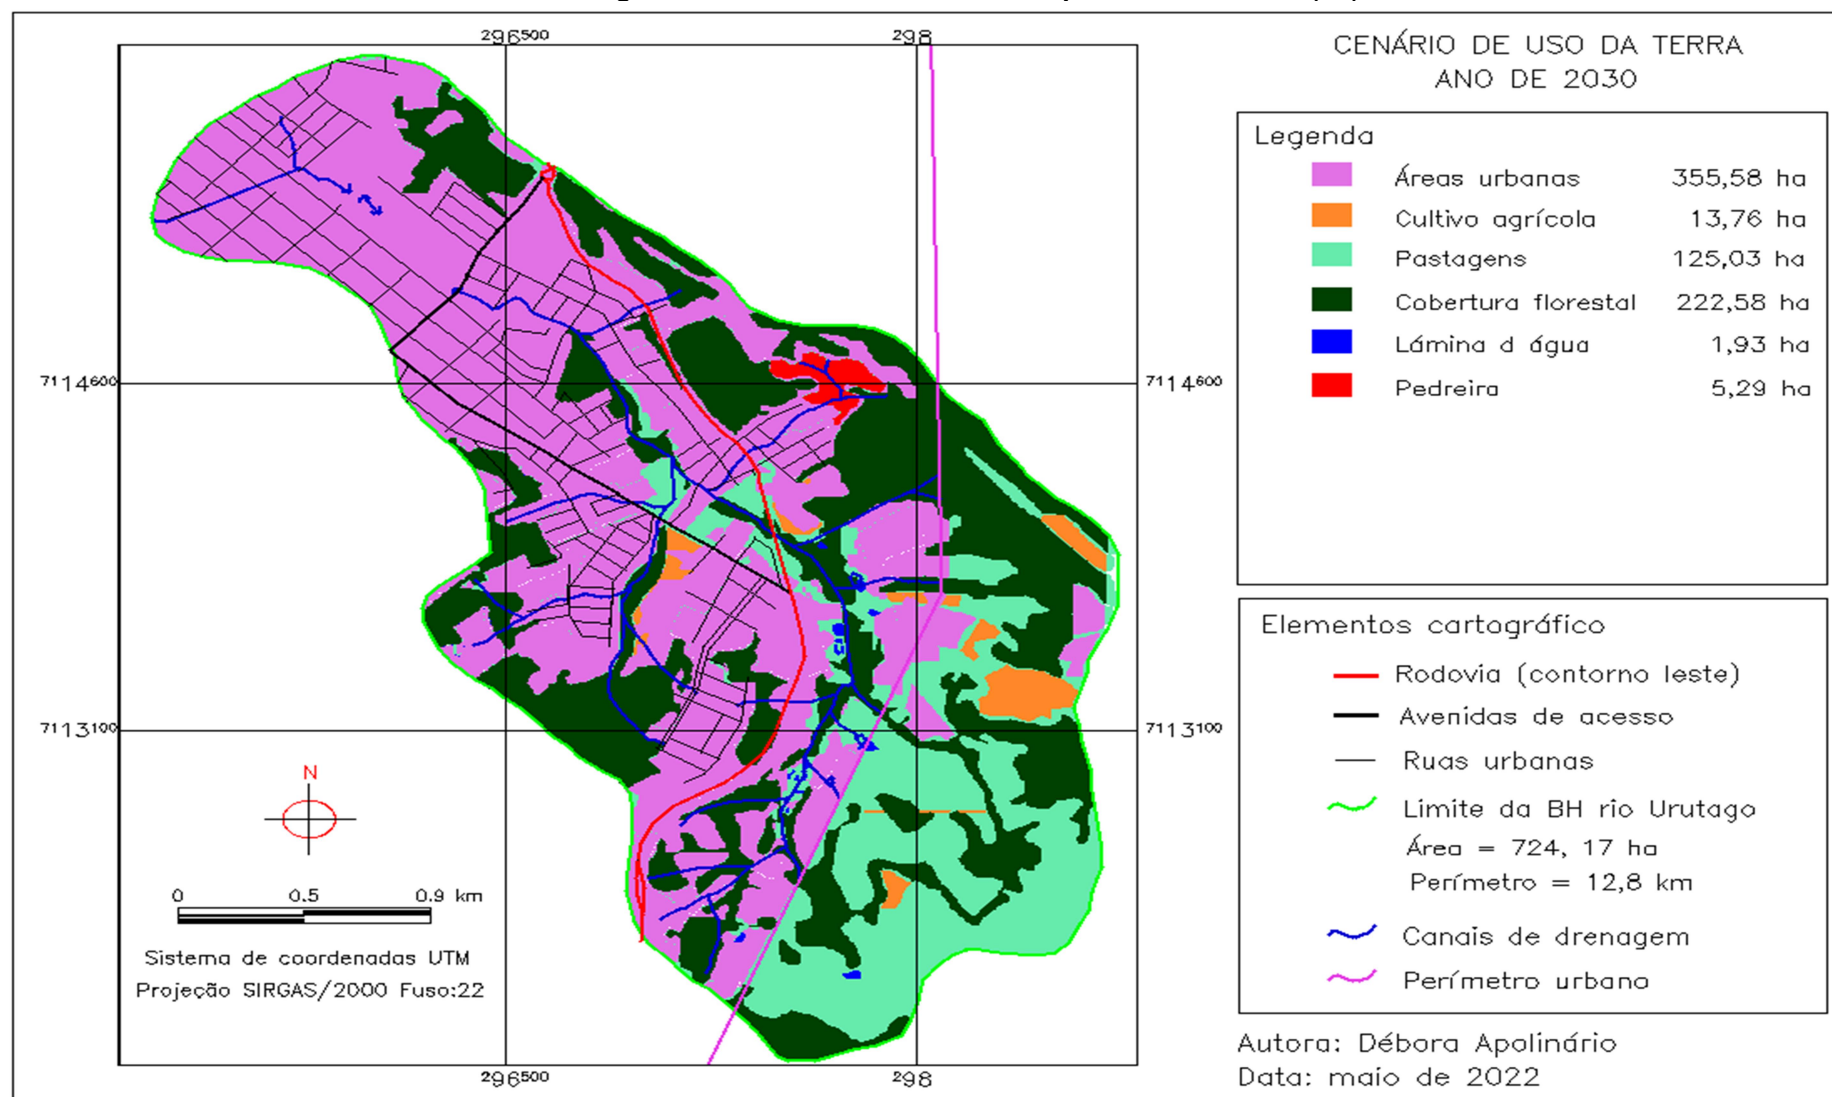 296500
298
7114600
7114600
7113100
7113100
296500
298
N
0 0.5 0.9 km
Sistema de coordenadas UTM
Projeção SIRGAS/2000 Fuso:22
CENÁRIO DE USO DA TERRA
ANO DE 2030
Legenda
Áreas urbanas 355,58 ha
Cultivo agrícola 13,76 ha
Pastagens 125,03 ha
Cobertura florestal 222,58 ha
Lámina d água 1,93 ha
Pedreira 5,29 ha
Elementos cartográfico
Rodovia (contorno leste)
Avenidas de acesso
Ruas urbanas
Limite da BH rio Urutago
Área = 724, 17 ha
Perímetro = 12,8 km
Canais de drenagem
Perímetro urbano
Autora: Débora Apolinário
Data: maio de 2022